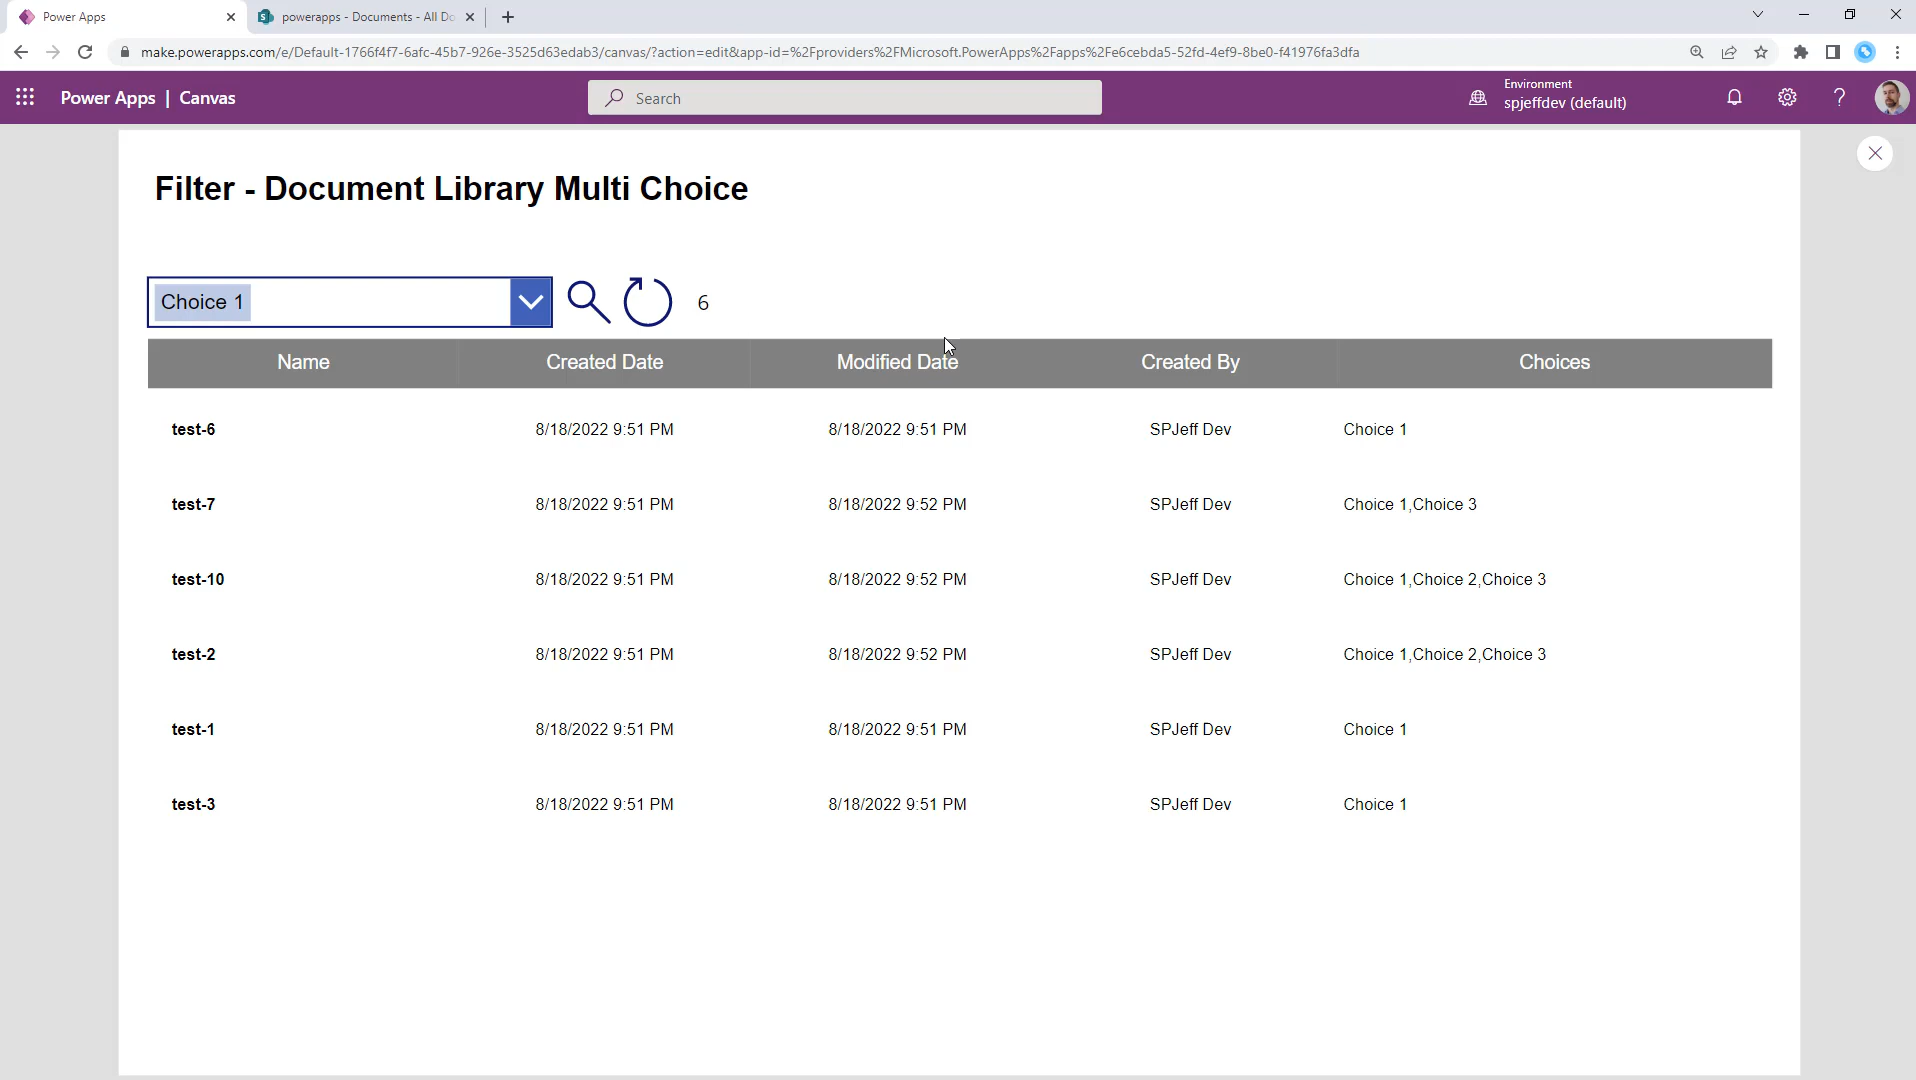 Power Apps
powerapps - Documents - All Do
make.powerapps.com/e/Default-1766f4f7-6afc-45b7-926e-3525d63edab3/canvas/?action=edit&app-id=%2Fproviders%2FMicrosoft.PowerApps%2Fapps%2Fe6cebda5-52fd-4ef9-8be0-f41976fa3dfa
Power Apps | Canvas
Search
Environment
spjeffdev (default)
Filter - Document Library Multi Choice
Choice 1
6
Name Created Date Modified Date Created By Choices
test-6 8/18/2022 9:51 PM 8/18/2022 9:51 PM SPJeff Dev Choice 1
test-7 8/18/2022 9:51 PM 8/18/2022 9:52 PM SPJeff Dev Choice 1,Choice 3
test-10 8/18/2022 9:51 PM 8/18/2022 9:52 PM SPJeff Dev Choice 1,Choice 2,Choice 3
test-2 8/18/2022 9:51 PM 8/18/2022 9:52 PM SPJeff Dev Choice 1,Choice 2,Choice 3
test-1 8/18/2022 9:51 PM 8/18/2022 9:51 PM SPJeff Dev Choice 1
test-3 8/18/2022 9:51 PM 8/18/2022 9:51 PM SPJeff Dev Choice 1